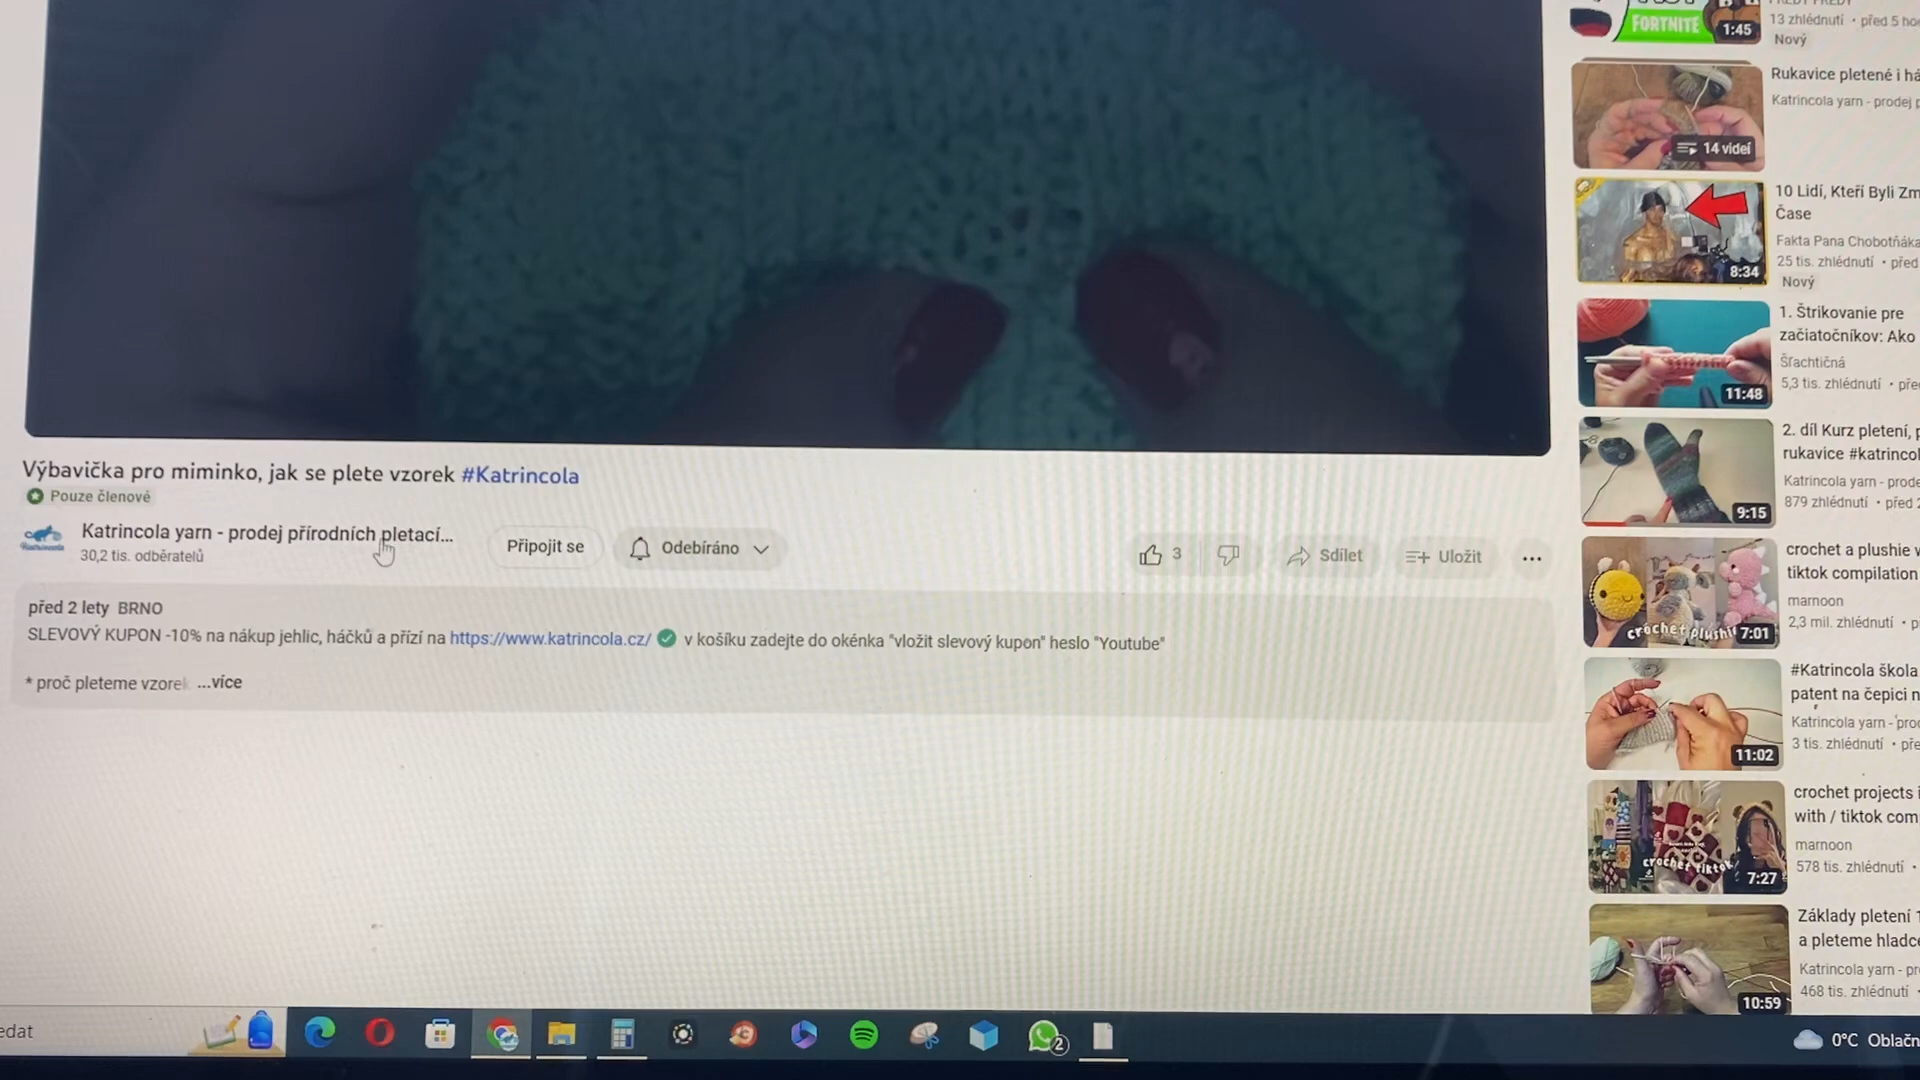 FORTNITE
1:45
13 zhlédnutí • před 5 ho
Nový
Rukavice pletené i há
Katrincola yarn - prodej p
14 videí
10 Lidí, Kteří Byli Zm
Čase
Fakta Pana Chobotňáka
25 tis. zhlédnutí • před
Nový
8:34
1. Štrikovanie pre
začiatočníkov: Ako
Šľachtičná
5,3 tis. zhlédnutí • pře
11:48
2. díl Kurz pletení, p
rukavice #katrincol
Katrincola yarn - prode
879 zhlédnutí • před 2
9:15
crochet a plushie w
tiktok compilation
marnoon
2,3 mil. zhlédnutí • p
crochet plushie
7:01
#Katrincola škola
patent na čepici n
Katrincola yarn - proc
3 tis. zhlédnutí • pře
11:02
crochet projects i
with / tiktok com
marnoon
578 tis. zhlédnutí •
crochet tiktok
7:27
Základy pletení 1
a pleteme hladce
Katrincola yarn - pr
468 tis. zhlédnutí •
10:59
Výbavička pro miminko, jak se plete vzorek #Katrincola
Pouze členové
Katrincola yarn - prodej přírodních pletací...
30,2 tis. odběratelů
Připojit se
Odebíráno
3
Sdílet
Uložit
před 2 lety BRNO
SLEVOVÝ KUPON -10% na nákup jehlic, háčků a přízí na https://www.katrincola.cz/ v košíku zadejte do okénka "vložit slevový kupon" heslo "Youtube"
* proč pleteme vzorek ...více
edat
2
0°C Oblačn